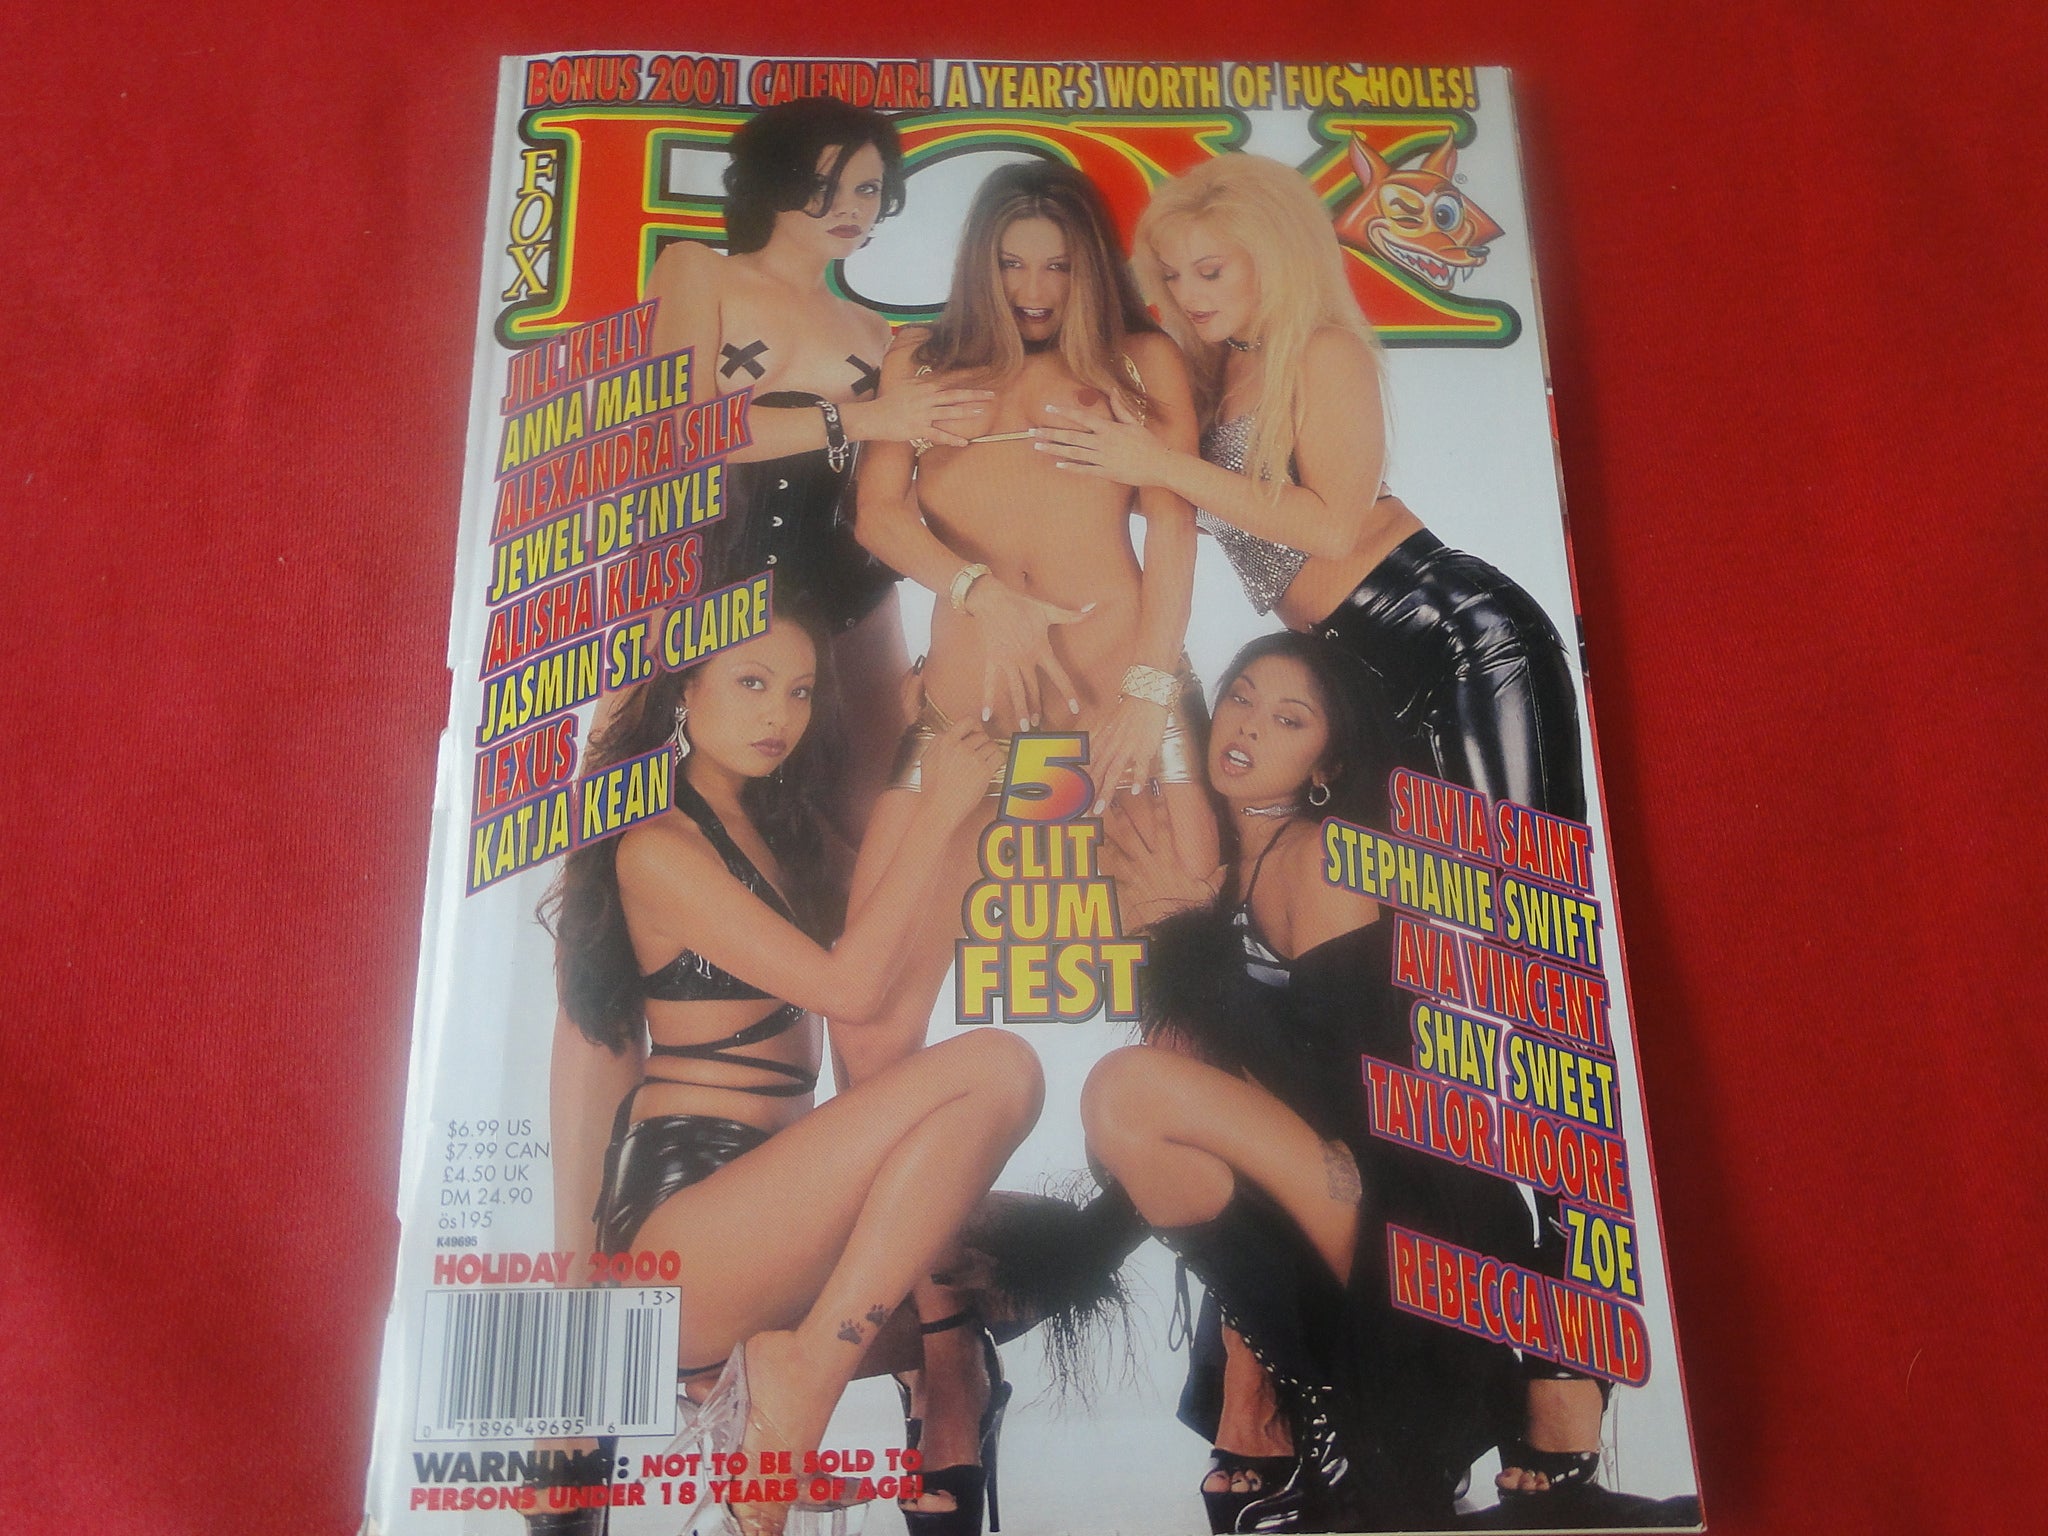 BONUS 2001 CALENDAR! A YEAR'S WORTH OF FUC★HOLES!
FOX
FOX
®
JILL KELLY
ANNA MALLE
ALEXANDRA SILK
JEWEL DE'NYLE
ALISHA KLASS
JASMIN ST. CLAIRE
LEXUS
KATJA KEAN
5
CLIT
CUM
FEST
SILVIA SAINT
STEPHANIE SWIFT
AVA VINCENT
SHAY SWEET
TAYLOR MOORE
ZOE
REBECCA WILD
$6.99 US
$7.99 CAN
£4.50 UK
DM 24.90
ös195
K49695
HOLIDAY 2000
13>
0 71896 49695 6
WARNING: NOT TO BE SOLD TO
PERSONS UNDER 18 YEARS OF AGE!